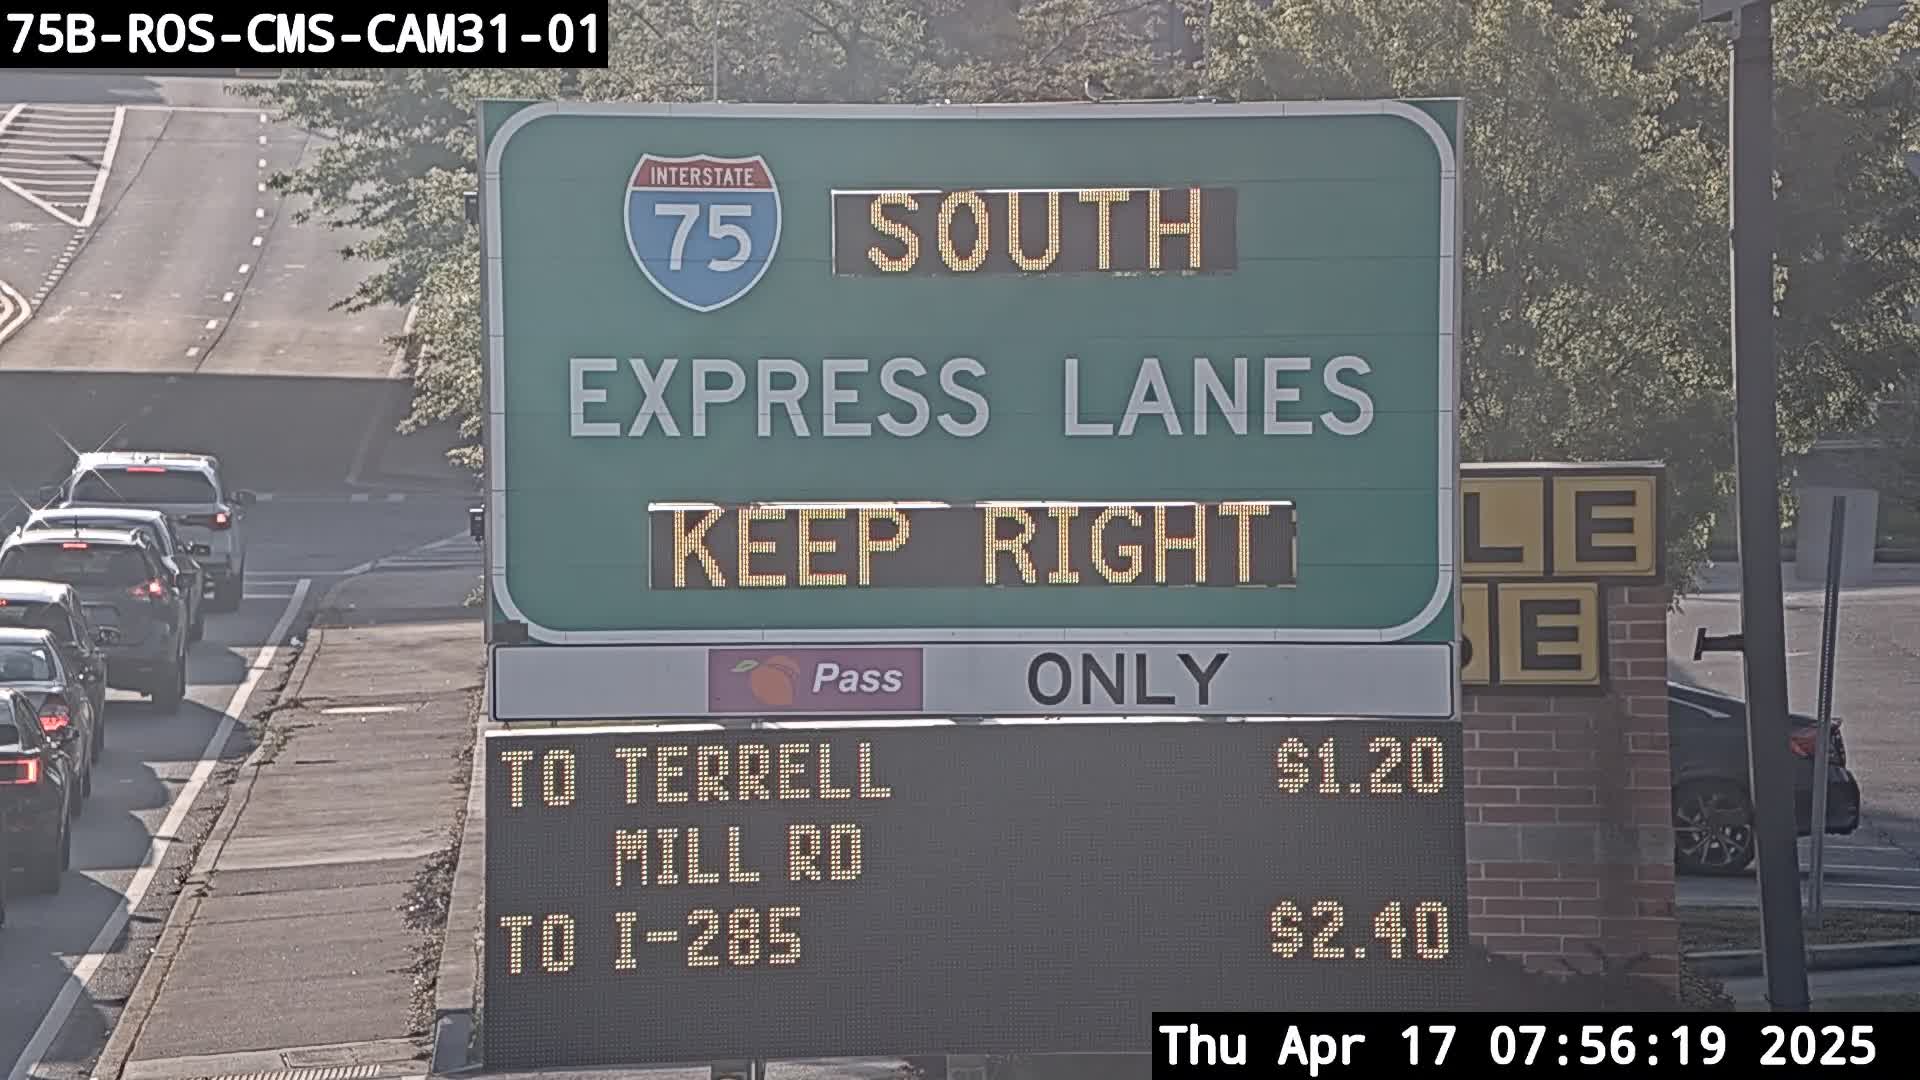 75B-ROS-CMS-CAM31-01
INTERSTATE
75
SOUTH
EXPRESS LANES
KEEP RIGHT
Pass ONLY
TO TERRELL $1.20
MILL RD
TO I-285 $2.40
LE
E
Thu Apr 17 07:56:19 2025